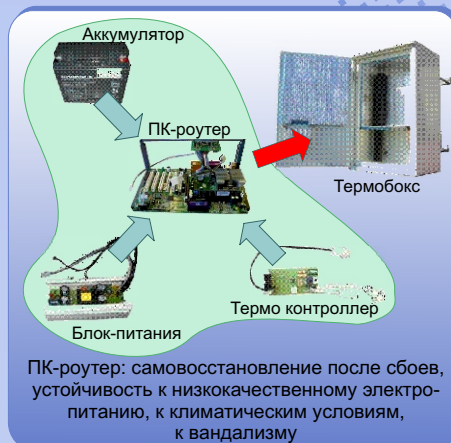 Аккумулятор
ПК-роутер
Термобокс
Блок-питания
Термо контроллер
ПК-роутер: самовосстановление после сбоев,
устойчивость к низкокачественному электро-
питанию, к климатическим условиям,
к вандализму